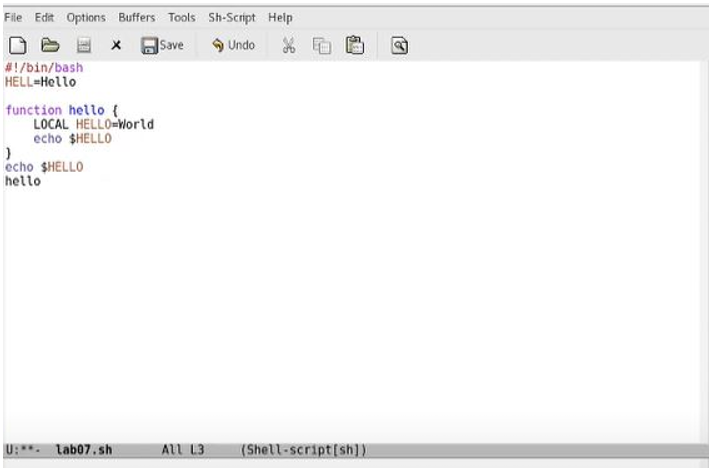 File Edit Options Buffers Tools Sh-Script Help
Save Undo
#!/bin/bash
HELL=Hello
function hello {
LOCAL HELLO=World
echo $HELLO
}
echo $HELLO
hello
U:**- lab07.sh All L3 (Shell-script[sh])